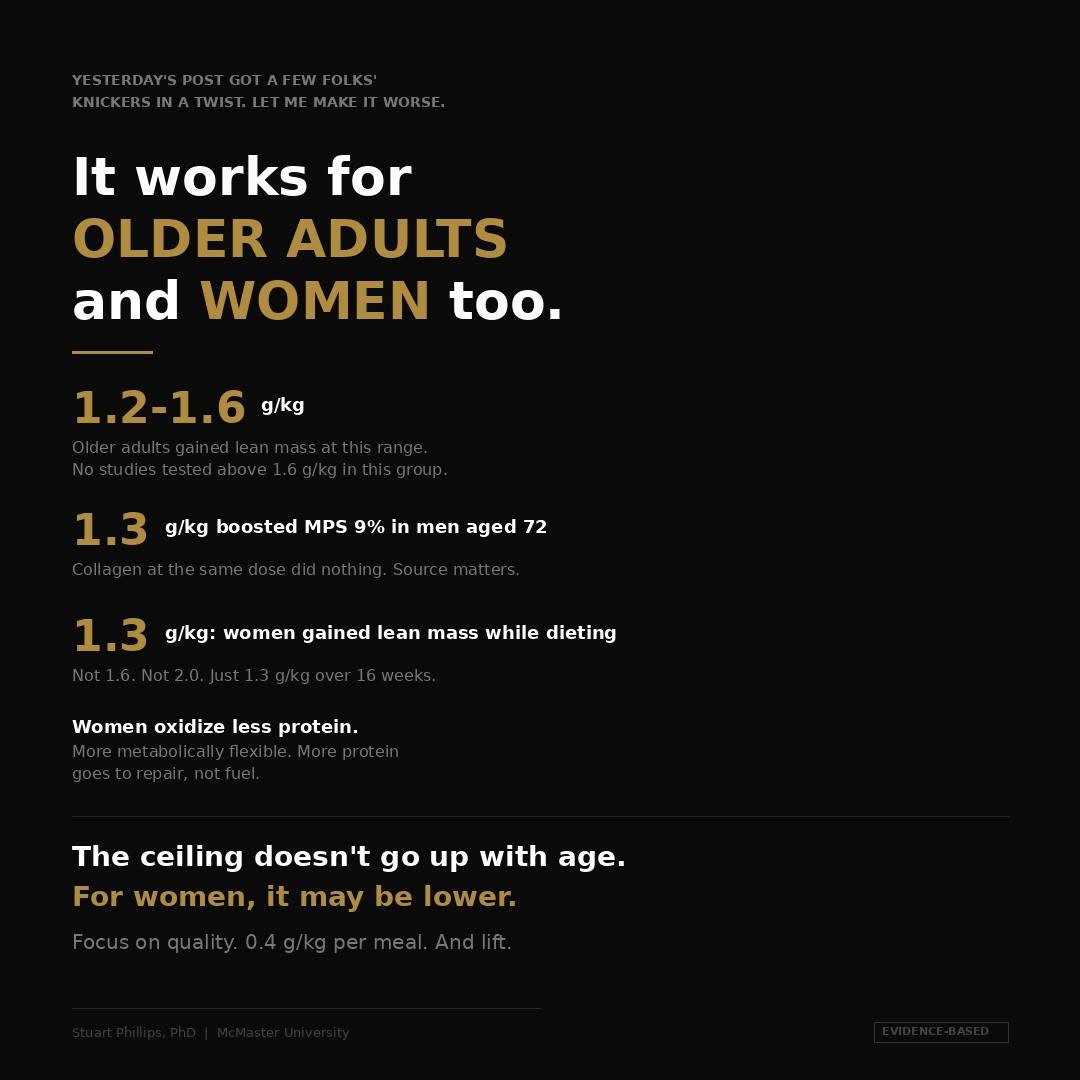 YESTERDAY'S POST GOT A FEW FOLKS'
KNICKERS IN A TWIST. LET ME MAKE IT WORSE.
It works for
OLDER ADULTS
and WOMEN too.
1.2-1.6 g/kg
Older adults gained lean mass at this range.
No studies tested above 1.6 g/kg in this group.
1.3 g/kg boosted MPS 9% in men aged 72
Collagen at the same dose did nothing. Source matters.
1.3 g/kg: women gained lean mass while dieting
Not 1.6. Not 2.0. Just 1.3 g/kg over 16 weeks.
Women oxidize less protein.
More metabolically flexible. More protein
goes to repair, not fuel.
The ceiling doesn't go up with age.
For women, it may be lower.
Focus on quality. 0.4 g/kg per meal. And lift.
Stuart Phillips, PhD | McMaster University
EVIDENCE-BASED